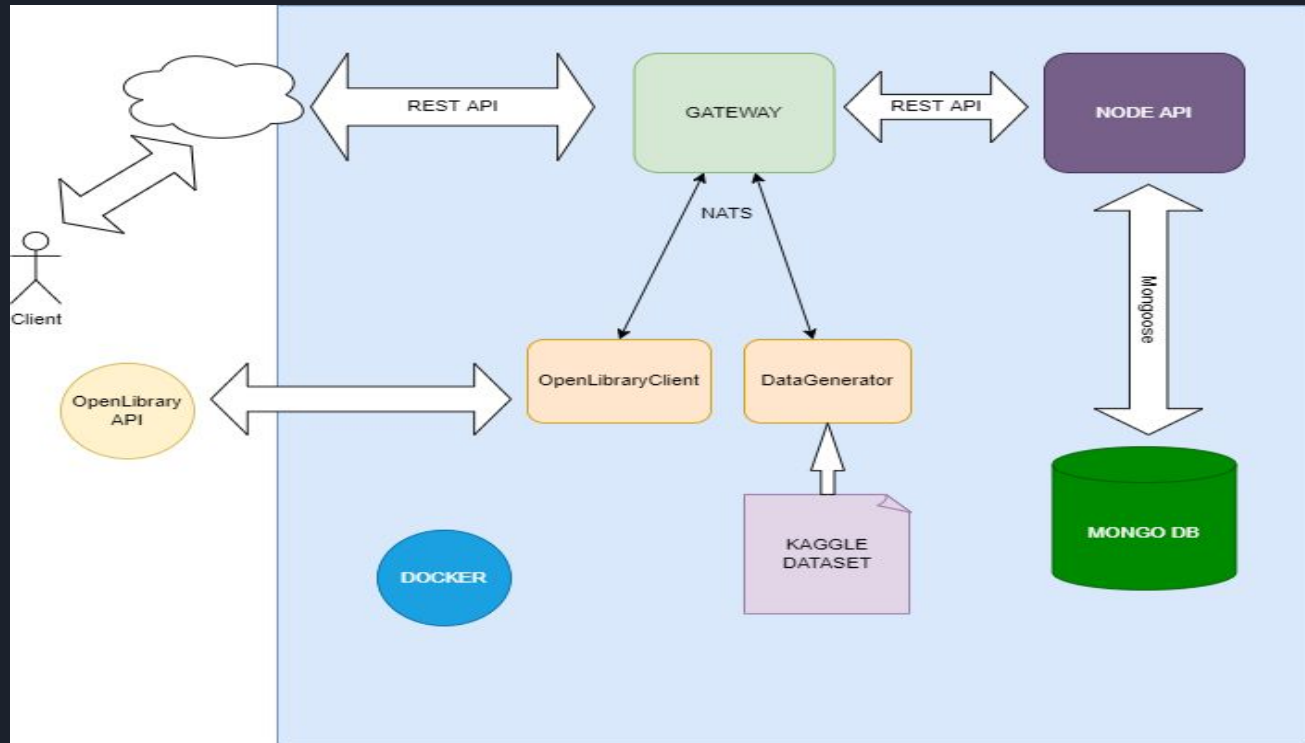 REST API
GATEWAY
REST API
NODE API
NATS
Client
Mongoose
OpenLibrary
API
OpenLibraryClient
DataGenerator
KAGGLE
DATASET
MONGO DB
DOCKER